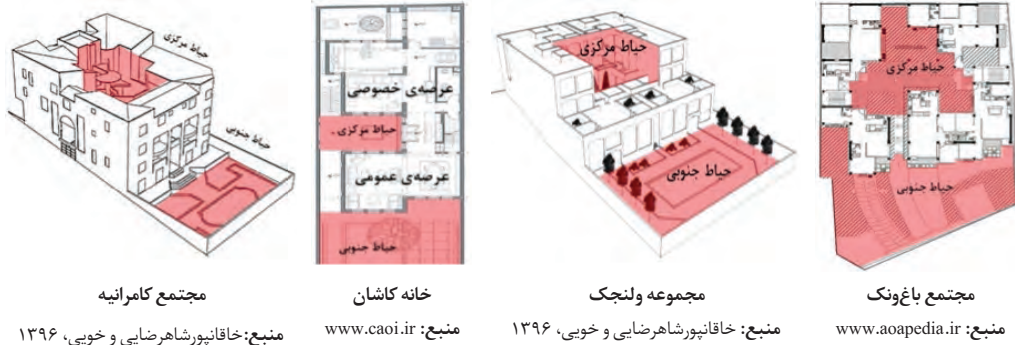 حیاط مرکزی
حیاط جنوبی
حیاط مرکزی
حیاط جنوبی
عرصه‌ی خصوصی
حیاط مرکزی
عرصه‌ی عمومی
حیاط جنوبی
حیاط مرکزی
حیاط جنوبی
مجتمع باغ‌ونک
مجموعه ولنجک
خانه کاشان
مجتمع کامرانیه
منبع: www.aoapedia.ir
منبع: خاقانپورشاهرضایی و خویی، ۱۳۹۶
منبع: www.caoi.ir
منبع:خاقانپورشاهرضایی و خویی، ۱۳۹۶